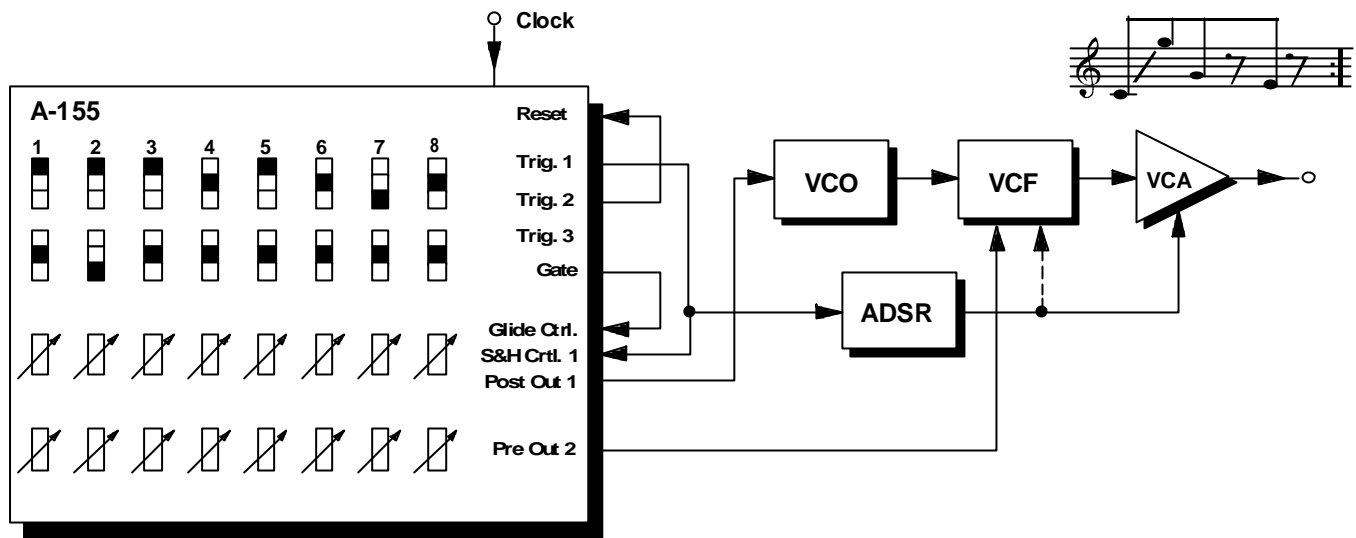 Clock
A-155
1 2 3 4 5 6 7 8
Reset
Trig. 1
Trig. 2
Trig. 3
Gate
Glide Ctrl.
S&H Crtl. 1
Post Out 1
Pre Out 2
VCO
VCF
VCA
ADSR